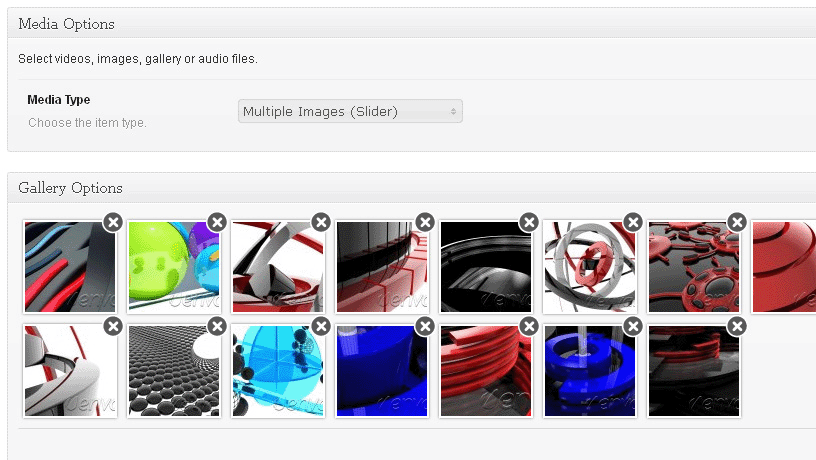 Media Options
Select videos, images, gallery or audio files.
Media Type
Multiple Images (Slider)
Choose the item type.
Gallery Options